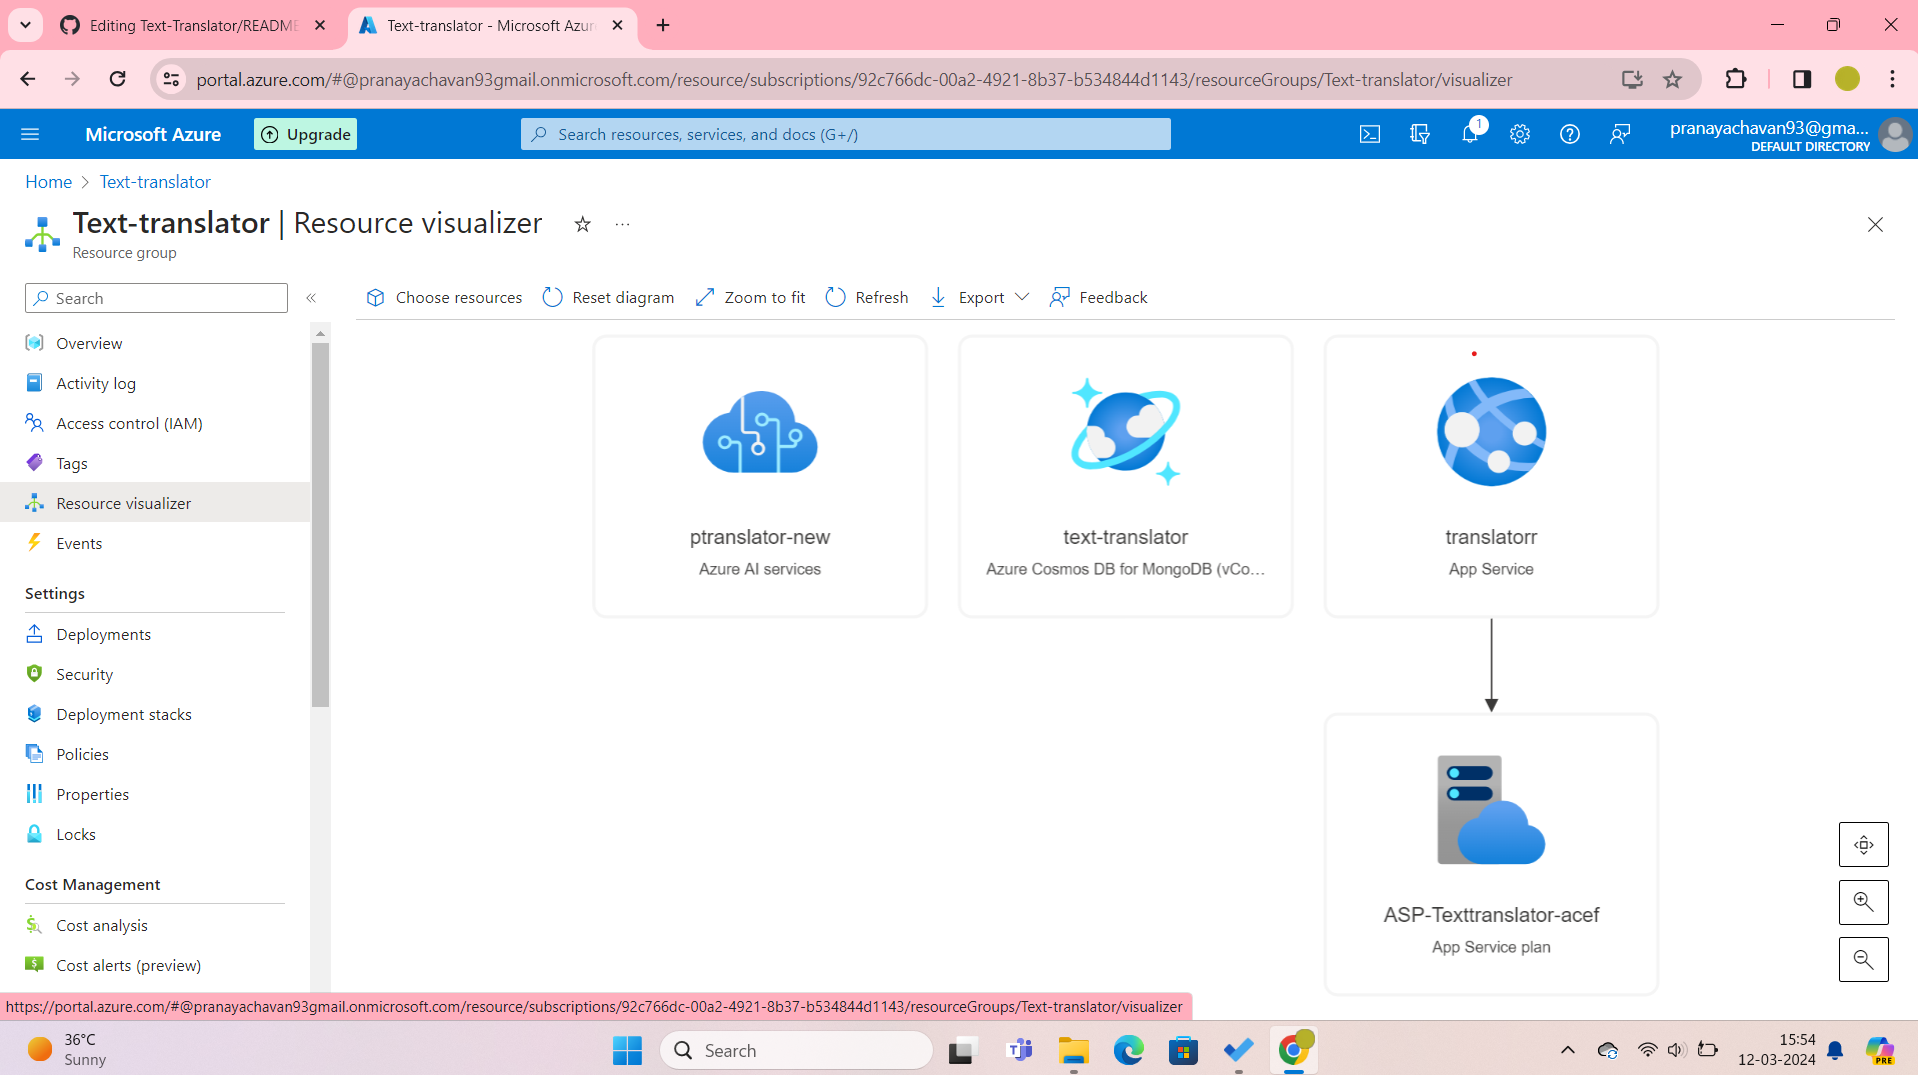 Editing Text-Translator/README
Text-translator - Microsoft Azur
portal.azure.com/#@pranayachavan93gmail.onmicrosoft.com/resource/subscriptions/92c766dc-00a2-4921-8b37-b534844d1143/resourceGroups/Text-translator/visualizer
Microsoft Azure
Upgrade
Search resources, services, and docs (G+/)
1
pranayachavan93@gma...
DEFAULT DIRECTORY
Home > Text-translator
Text-translator | Resource visualizer
...
Resource group
Search
«
Choose resources
Reset diagram
Zoom to fit
Refresh
Export
Feedback
Overview
Activity log
Access control (IAM)
Tags
Resource visualizer
Events
Settings
Deployments
Security
Deployment stacks
Policies
Properties
Locks
Cost Management
Cost analysis
Cost alerts (preview)
ptranslator-new
Azure AI services
text-translator
Azure Cosmos DB for MongoDB (vCo...
translatorr
App Service
ASP-Texttranslator-acef
App Service plan
https://portal.azure.com/#@pranayachavan93gmail.onmicrosoft.com/resource/subscriptions/92c766dc-00a2-4921-8b37-b534844d1143/resourceGroups/Text-translator/visualizer
36°C
Sunny
Search
15:54
12-03-2024
PRE